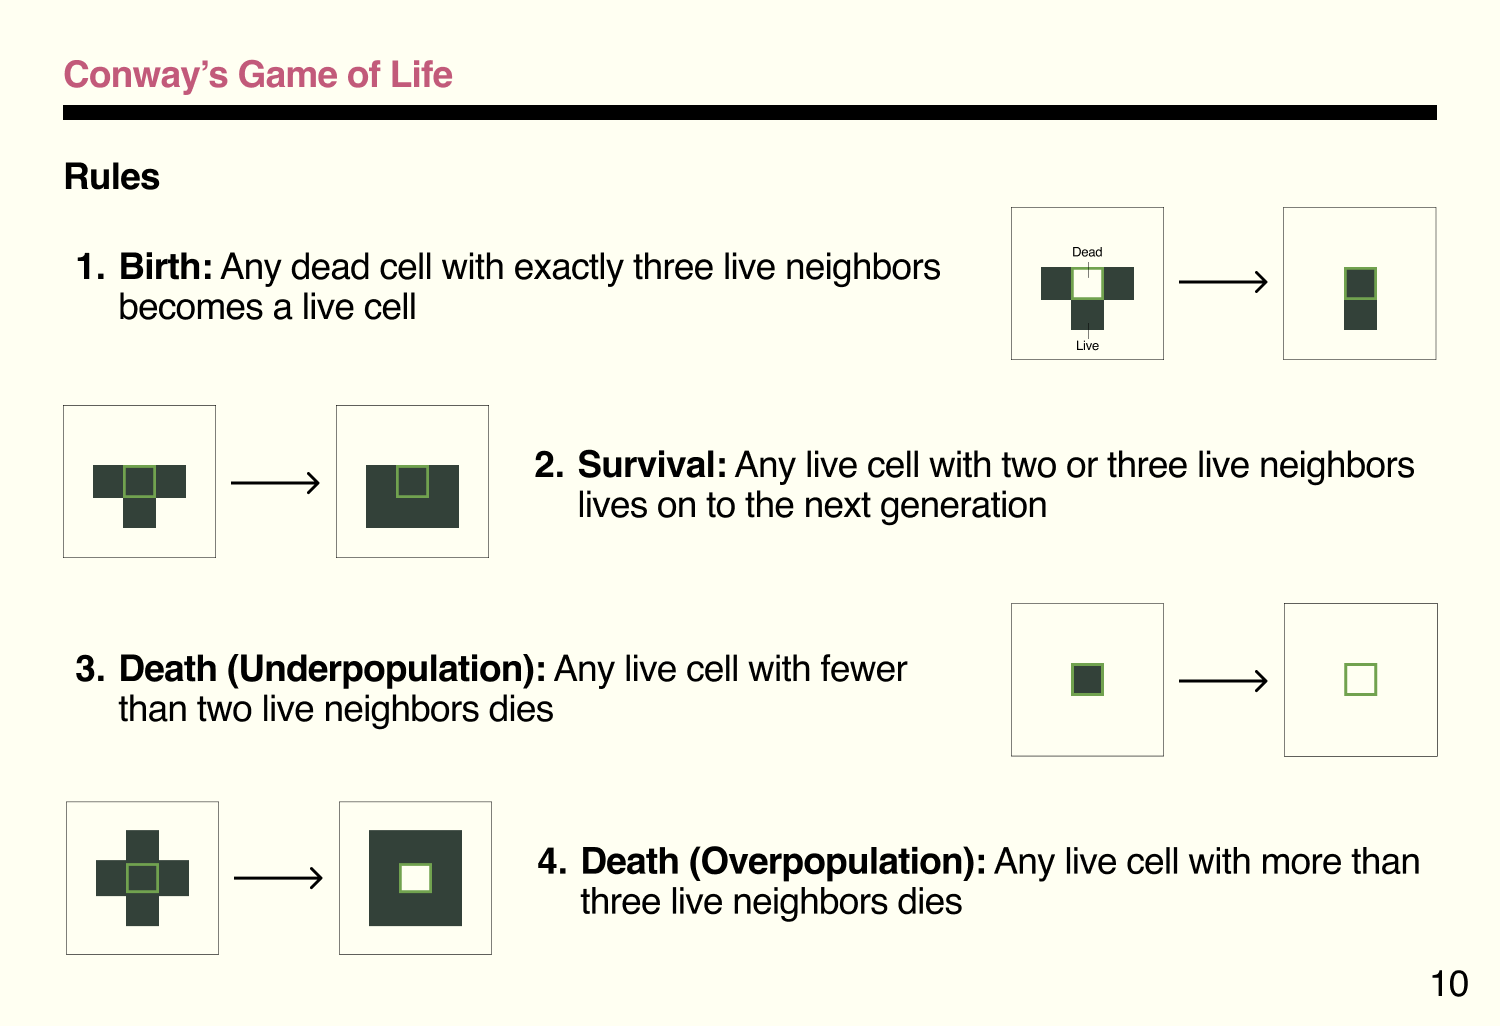 Conway’s Game of Life
Rules
1. Birth: Any dead cell with exactly three live neighbors
becomes a live cell
Dead
Live
2. Survival: Any live cell with two or three live neighbors
lives on to the next generation
3. Death (Underpopulation): Any live cell with fewer
than two live neighbors dies
4. Death (Overpopulation): Any live cell with more than
three live neighbors dies
10